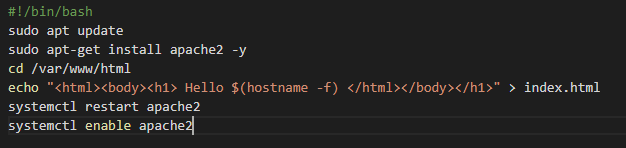 #!/bin/bash
sudo apt update
sudo apt-get install apache2 -y
cd /var/www/html
echo "<html><body><h1> Hello $(hostname -f) </html></body></h1>" > index.html
systemctl restart apache2
systemctl enable apache2